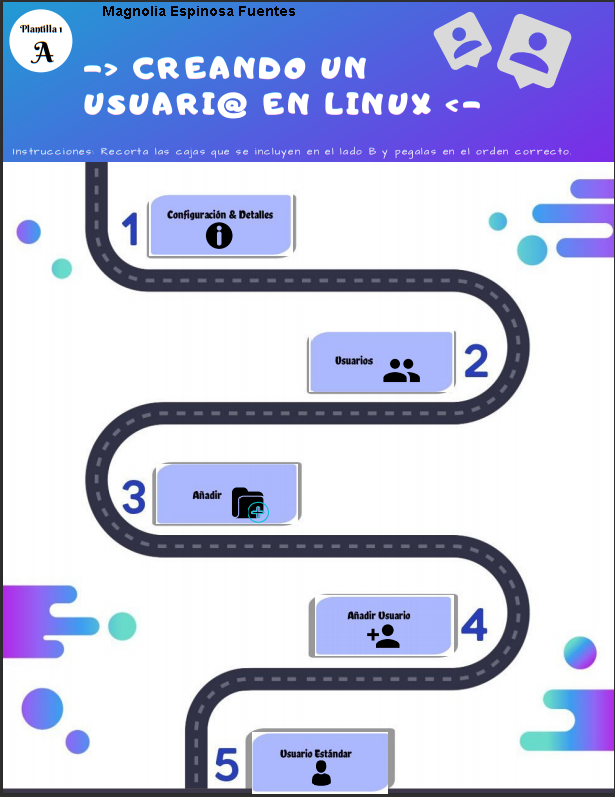 Magnolia Espinosa Fuentes
Plantilla 1
A
-> CREANDO UN
USUARI@ EN LINUX <-
Instrucciones: Recorta las cajas que se incluyen en el lado B y pegalas en el orden correcto.
1
Configuración & Detalles
Usuarios
2
3
Añadir
Añadir Usuario
4
5
Usuario Estándar